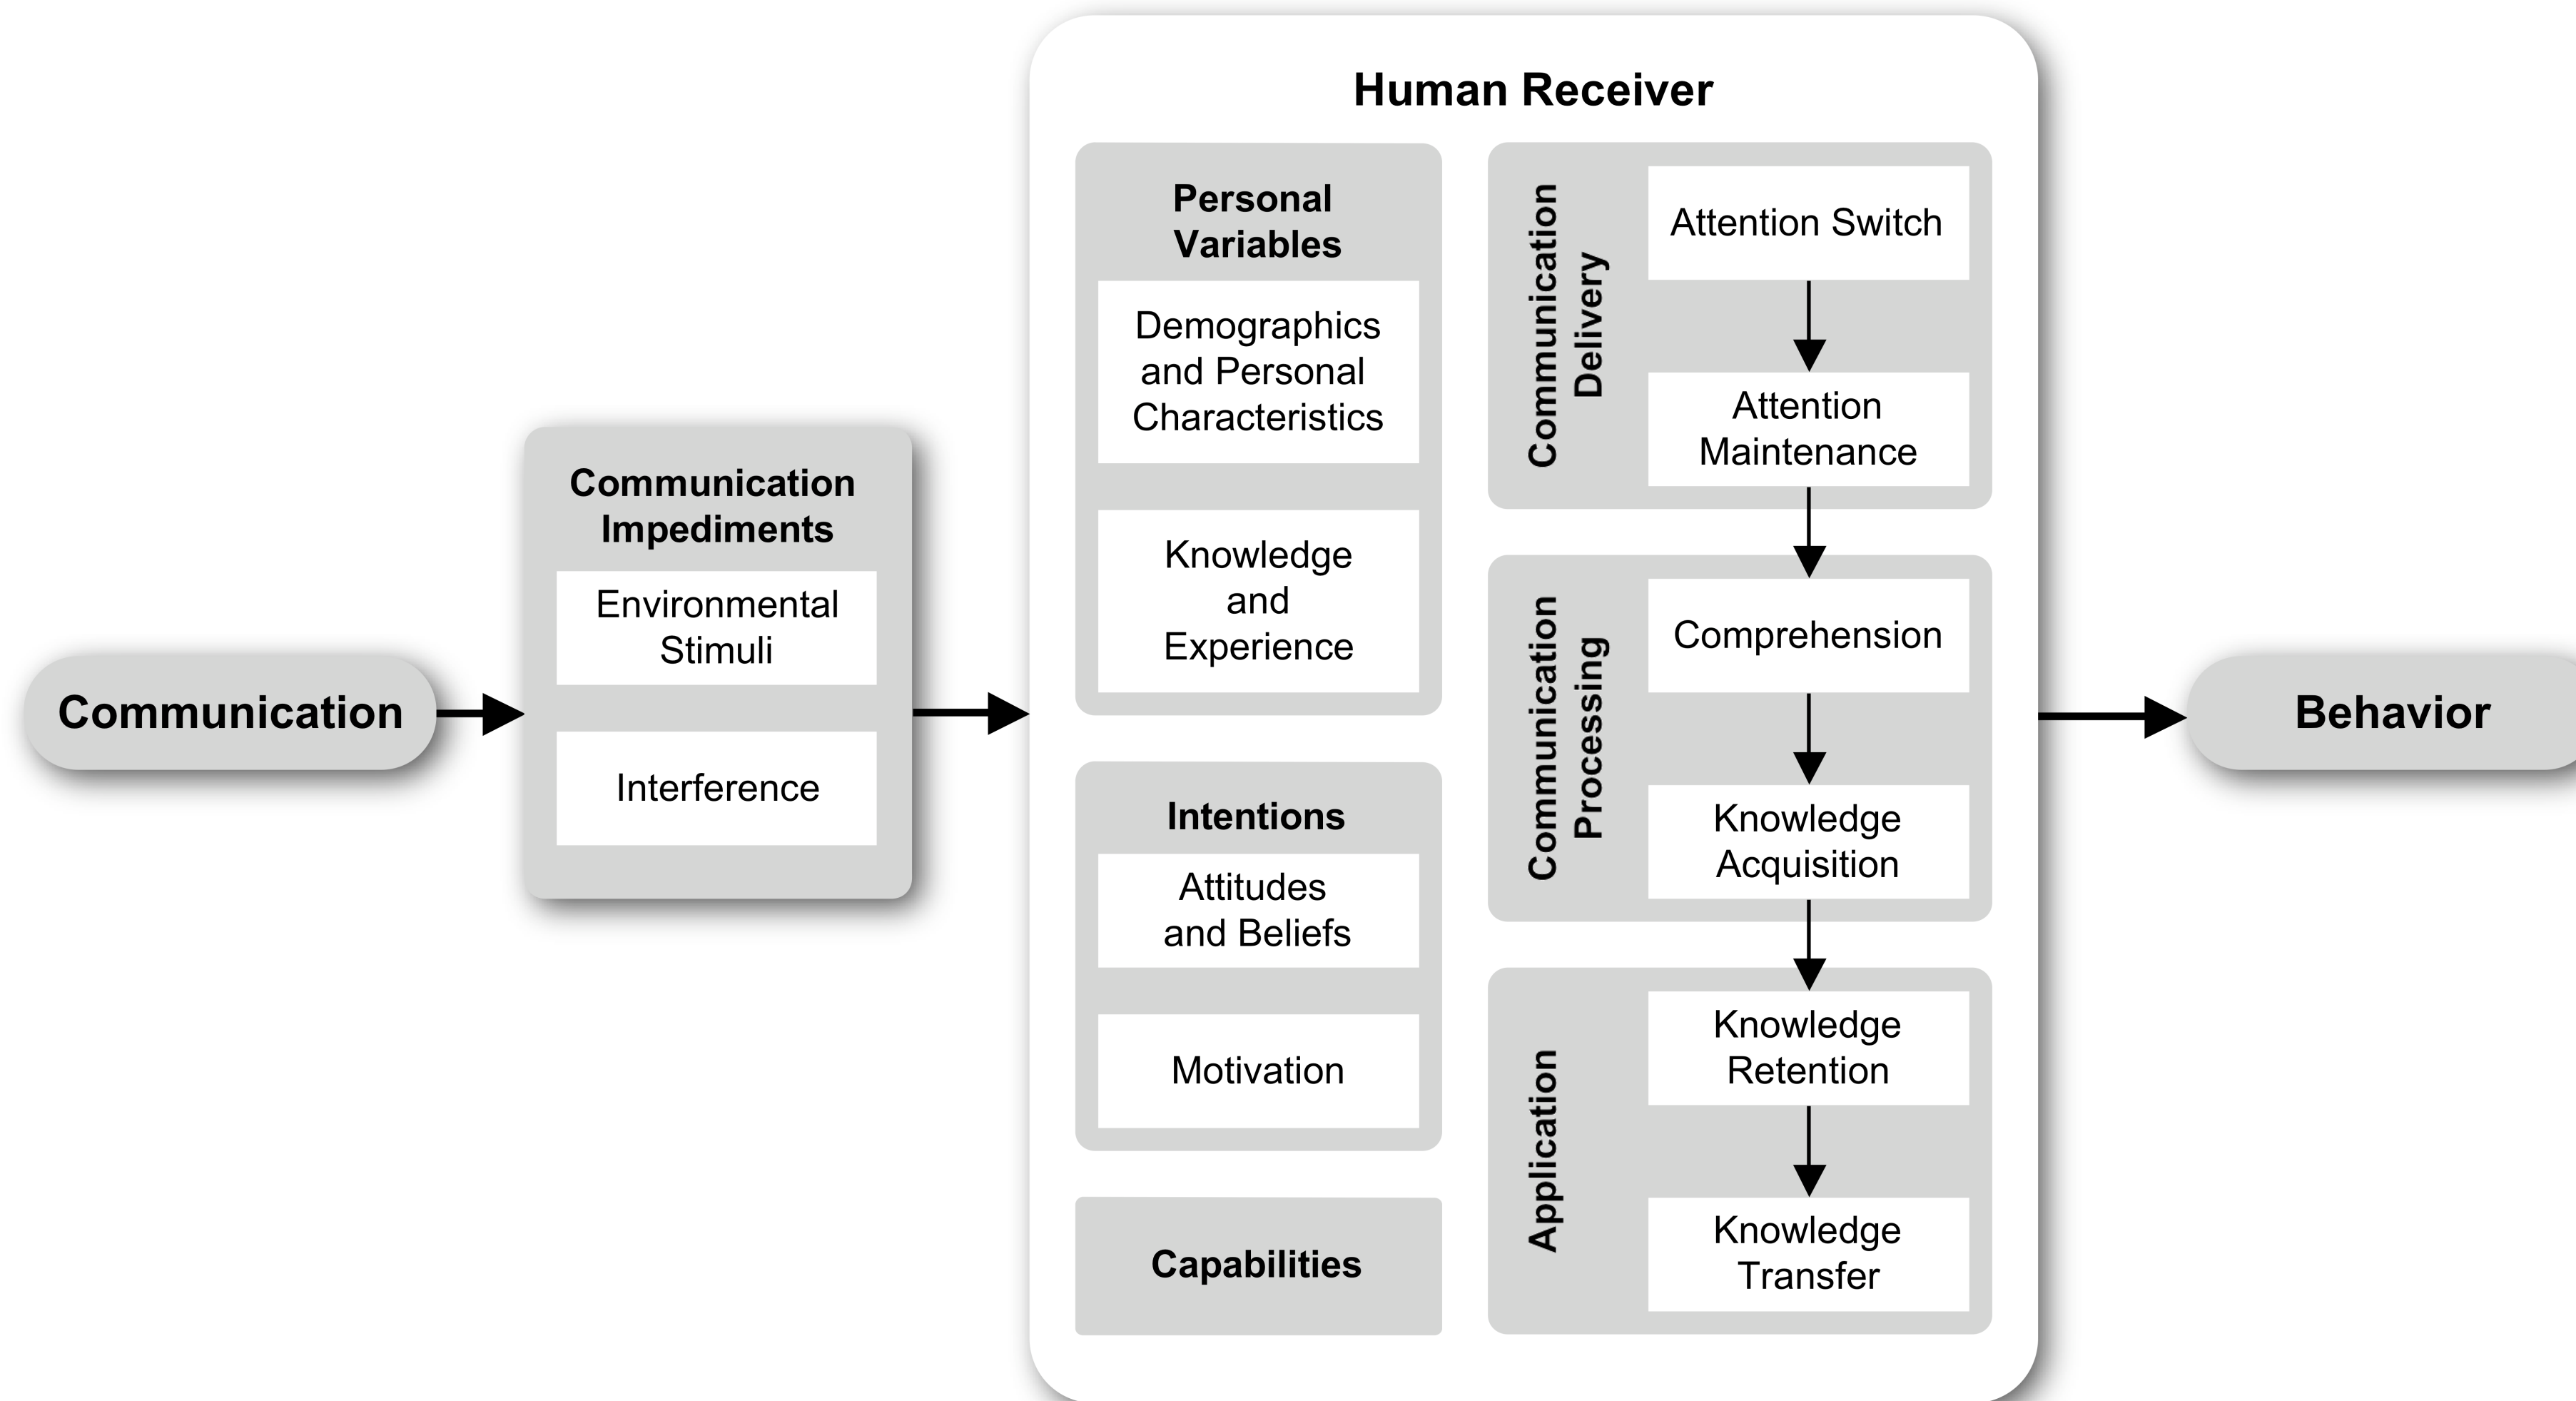 Communication
Communication
Impediments
Environmental
Stimuli
Interference
Human Receiver
Personal
Variables
Demographics
and Personal
Characteristics
Knowledge
and
Experience
Intentions
Attitudes
and Beliefs
Motivation
Capabilities
Communication
Delivery
Attention Switch
Attention
Maintenance
Communication
Processing
Comprehension
Knowledge
Acquisition
Application
Knowledge
Retention
Knowledge
Transfer
Behavior